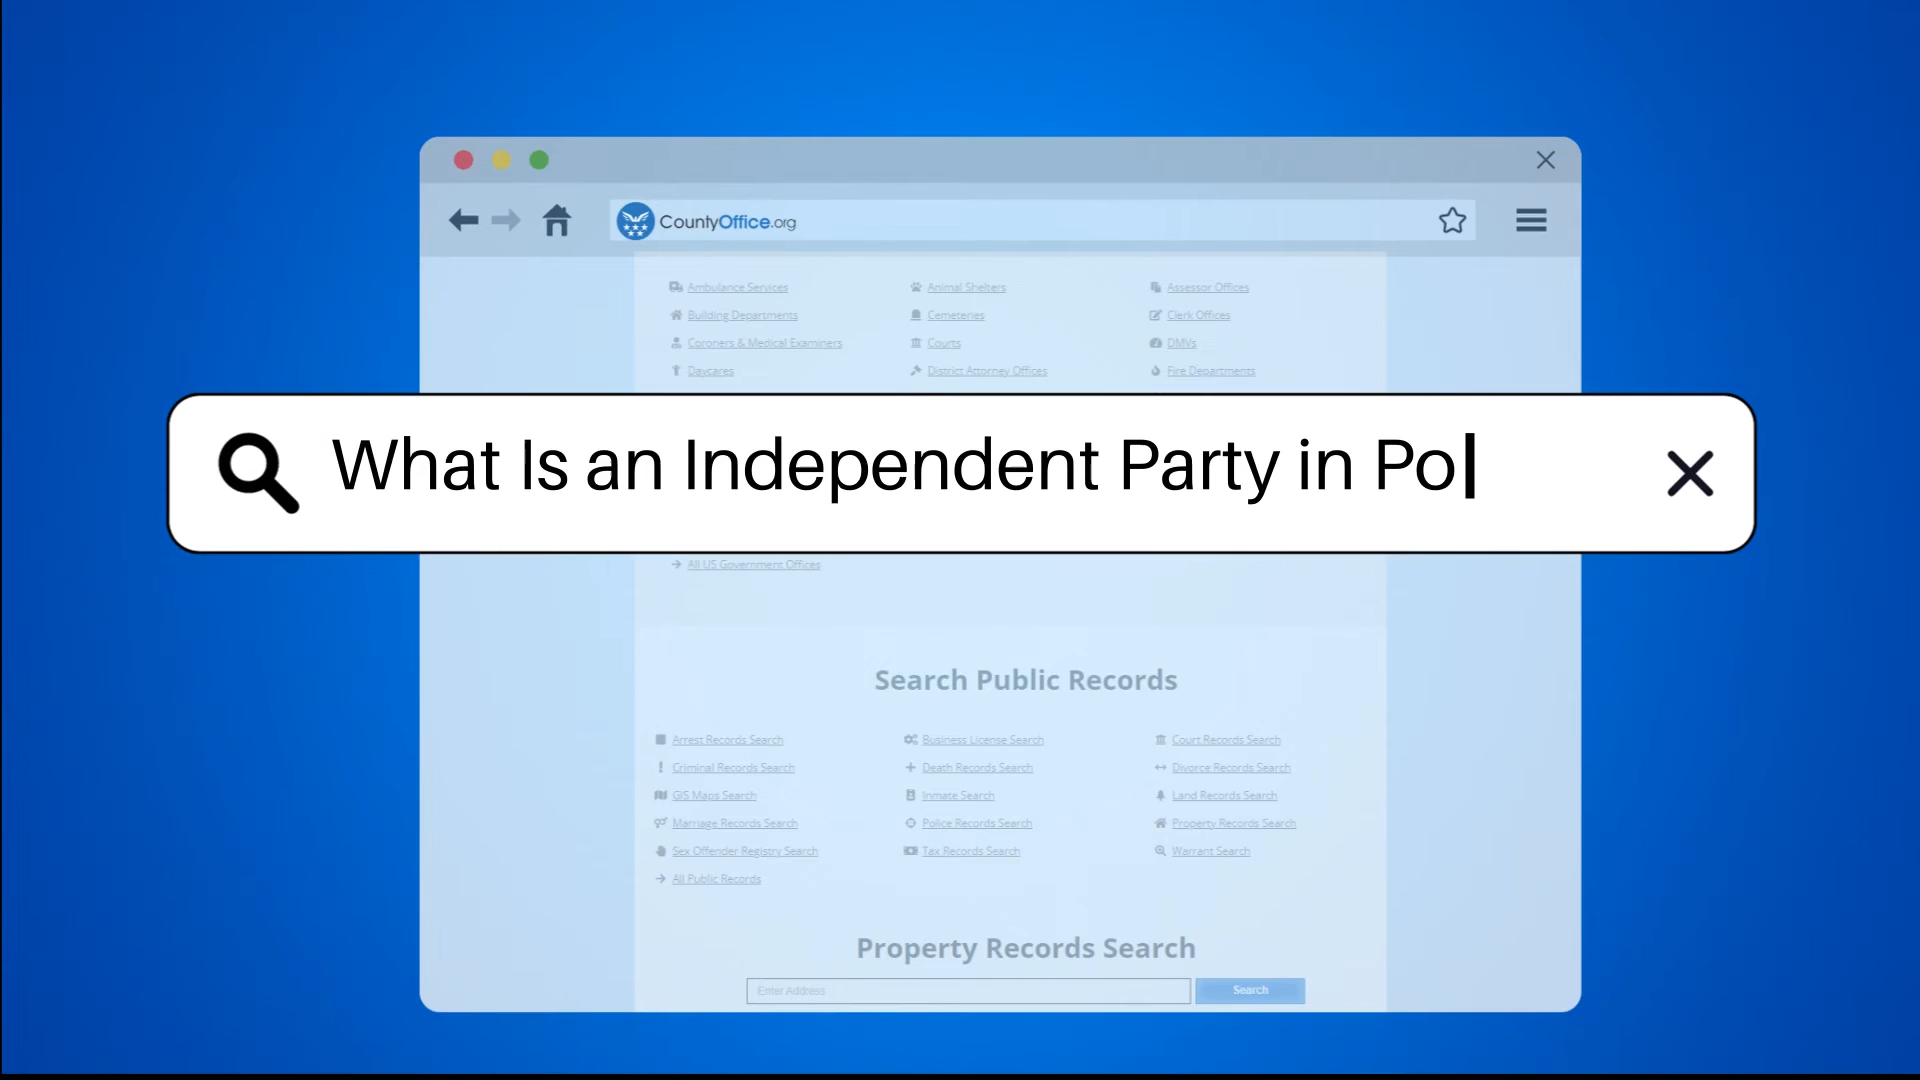 CountyOffice.org
Ambulance Services Animal Shelters Assessor Offices
Building Departments Cemeteries Clerk Offices
Coroners & Medical Examiners Courts DMVs
Daycares District Attorney Offices Fire Departments
What Is an Independent Party in Po
All US Government Offices
Search Public Records
Arrest Records Search Business License Search Court Records Search
Criminal Records Search Death Records Search Divorce Records Search
GIS Maps Search Inmate Search Land Records Search
Marriage Records Search Police Records Search Property Records Search
Sex Offender Registry Search Tax Records Search Warrant Search
All Public Records
Property Records Search
Enter Address Search